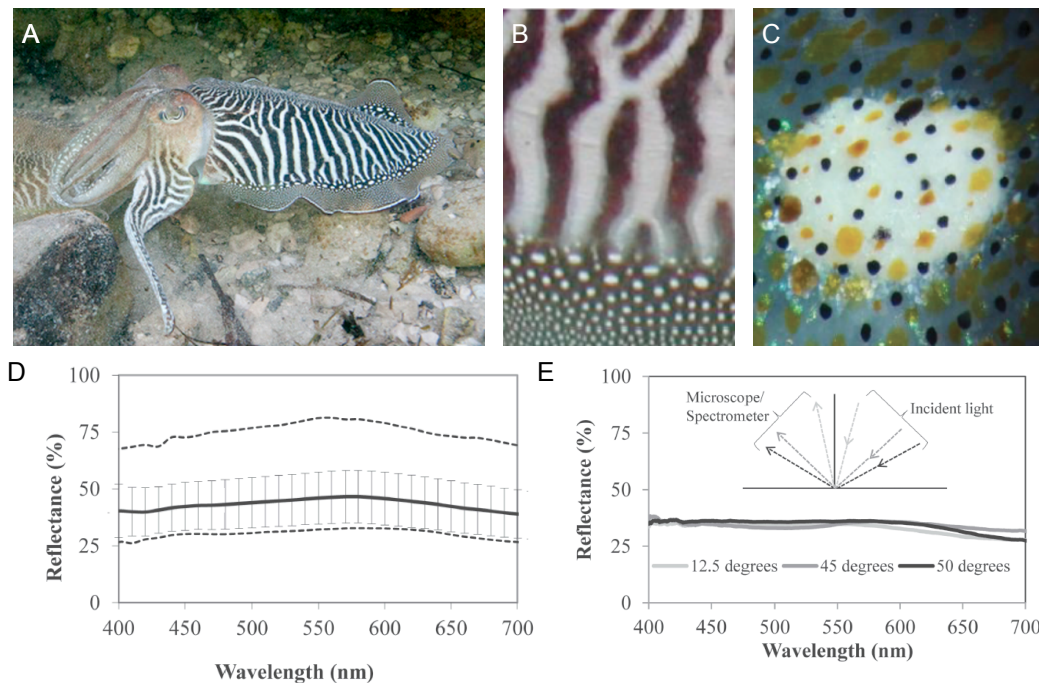 A
B
C
D
100
75
50
25
0
Reflectance (%)
400
450
500
550
600
650
700
Wavelength (nm)
E
100
75
50
25
0
Reflectance (%)
Microscope/
Spectrometer
Incident light
12.5 degrees
45 degrees
50 degrees
400
450
500
550
600
650
700
Wavelength (nm)